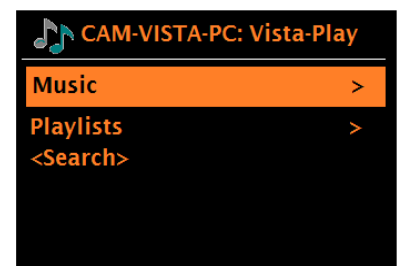 CAM-VISTA-PC: Vista-Play
Music >
Playlists >
<Search>